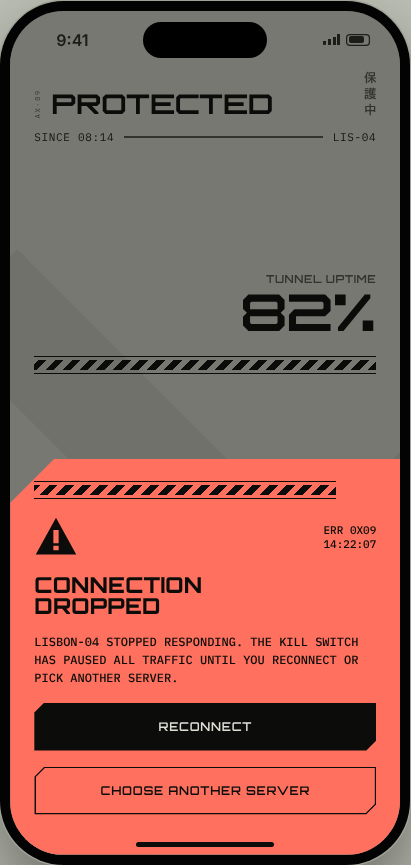 9:41
AX-09
PROTECTED
保護中
SINCE 08:14
LIS-04
TUNNEL UPTIME
82%
ERR 0X09
14:22:07
CONNECTION
DROPPED
LISBON-04 STOPPED RESPONDING. THE KILL SWITCH
HAS PAUSED ALL TRAFFIC UNTIL YOU RECONNECT OR
PICK ANOTHER SERVER.
RECONNECT
CHOOSE ANOTHER SERVER